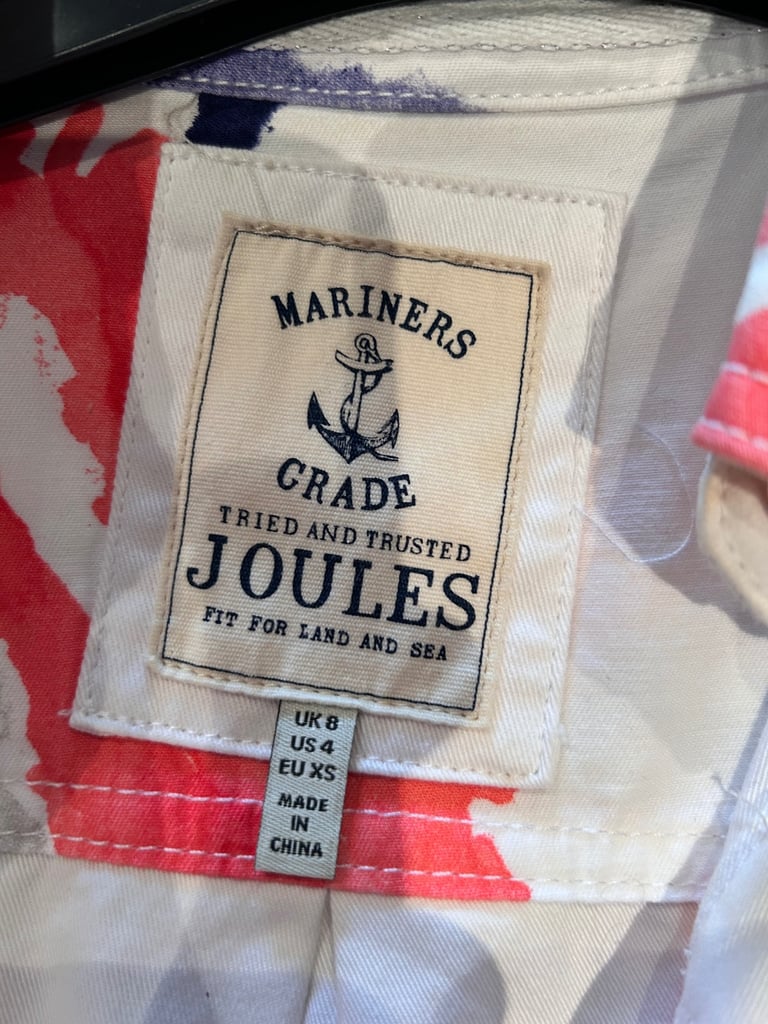 MARINERS
GRADE
TRIED AND TRUSTED
JOULES
FIT FOR LAND AND SEA
UK 8
US 4
EU XS
MADE
IN
CHINA